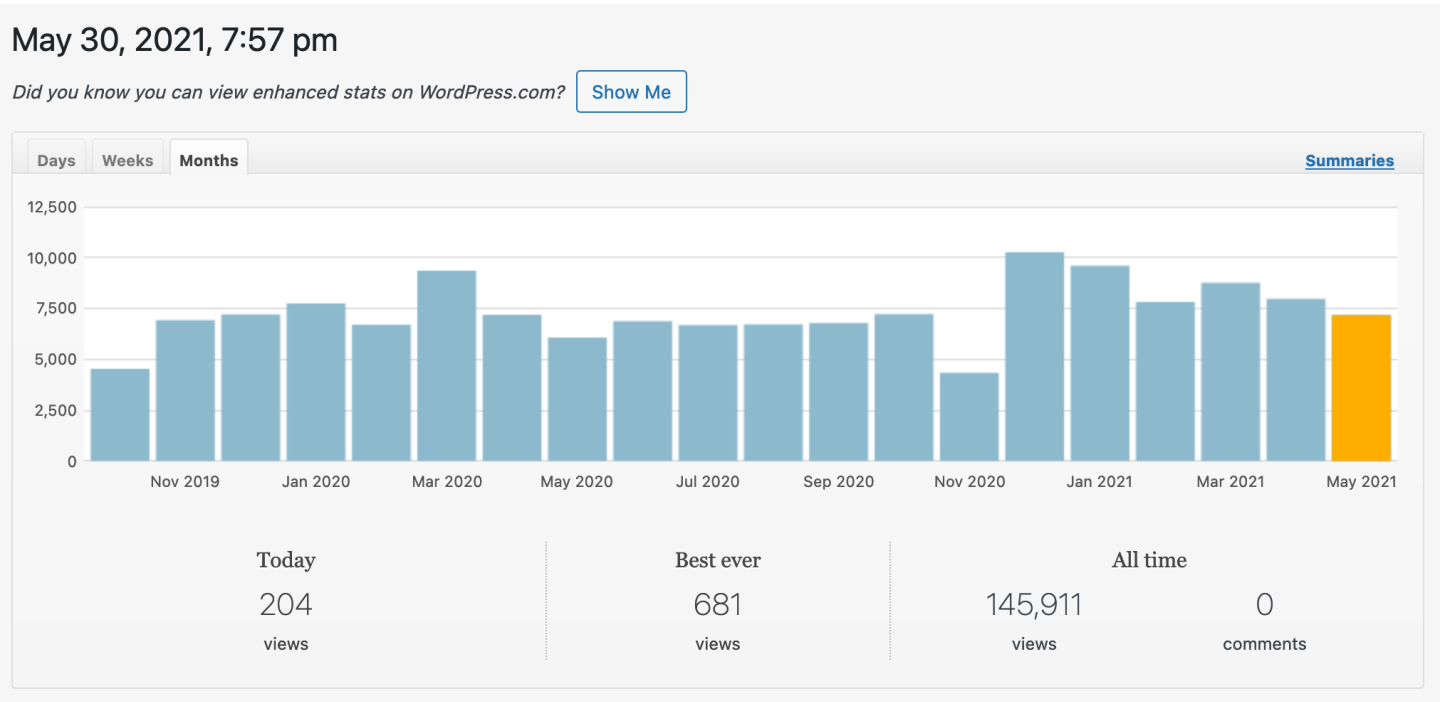 May 30, 2021, 7:57 pm
Did you know you can view enhanced stats on WordPress.com? Show Me
Days Weeks Months Summaries
12,500
10,000
7,500
5,000
2,500
0
Nov 2019 Jan 2020 Mar 2020 May 2020 Jul 2020 Sep 2020 Nov 2020 Jan 2021 Mar 2021 May 2021
Today Best ever All time
204 681 145,911 0
views views views comments